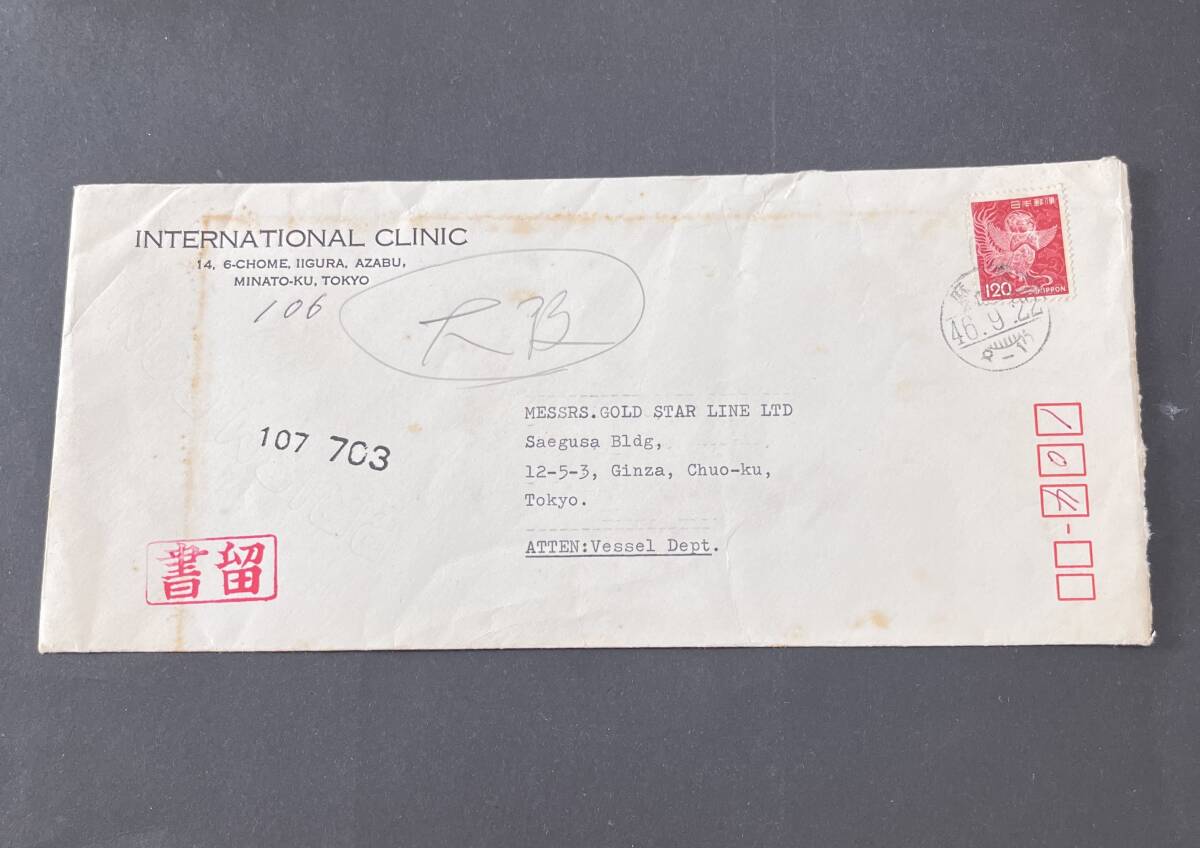 INTERNATIONAL CLINIC
14, 6-CHOME, IIGURA, AZABU,
MINATO-KU, TOKYO
106
大阪
日本郵便
120 NIPPON
46.9.22
107 703
MESSRS.GOLD STAR LINE LTD
Saegusa Bldg,
12-5-3, Ginza, Chuo-ku,
Tokyo.
ATTEN:Vessel Dept.
104-
書留